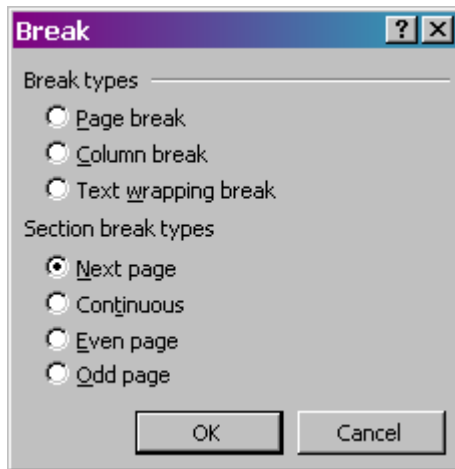 Break
Break types
Page break
Column break
Text wrapping break
Section break types
Next page
Continuous
Even page
Odd page
OK Cancel